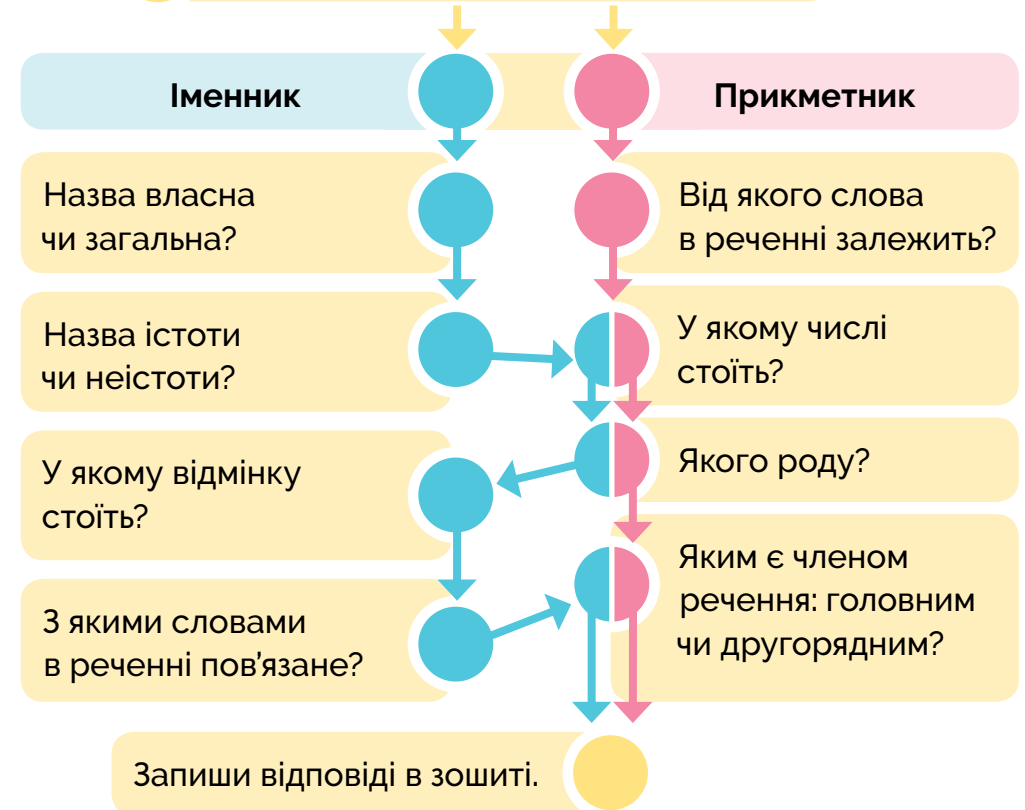 Іменник
Прикметник
Назва власна
чи загальна?
Від якого слова
в реченні залежить?
Назва істоти
чи неістоти?
У якому числі
стоїть?
У якому відмінку
стоїть?
Якого роду?
З якими словами
в реченні пов’язане?
Яким є членом
речення: головним
чи другорядним?
Запиши відповіді в зошиті.